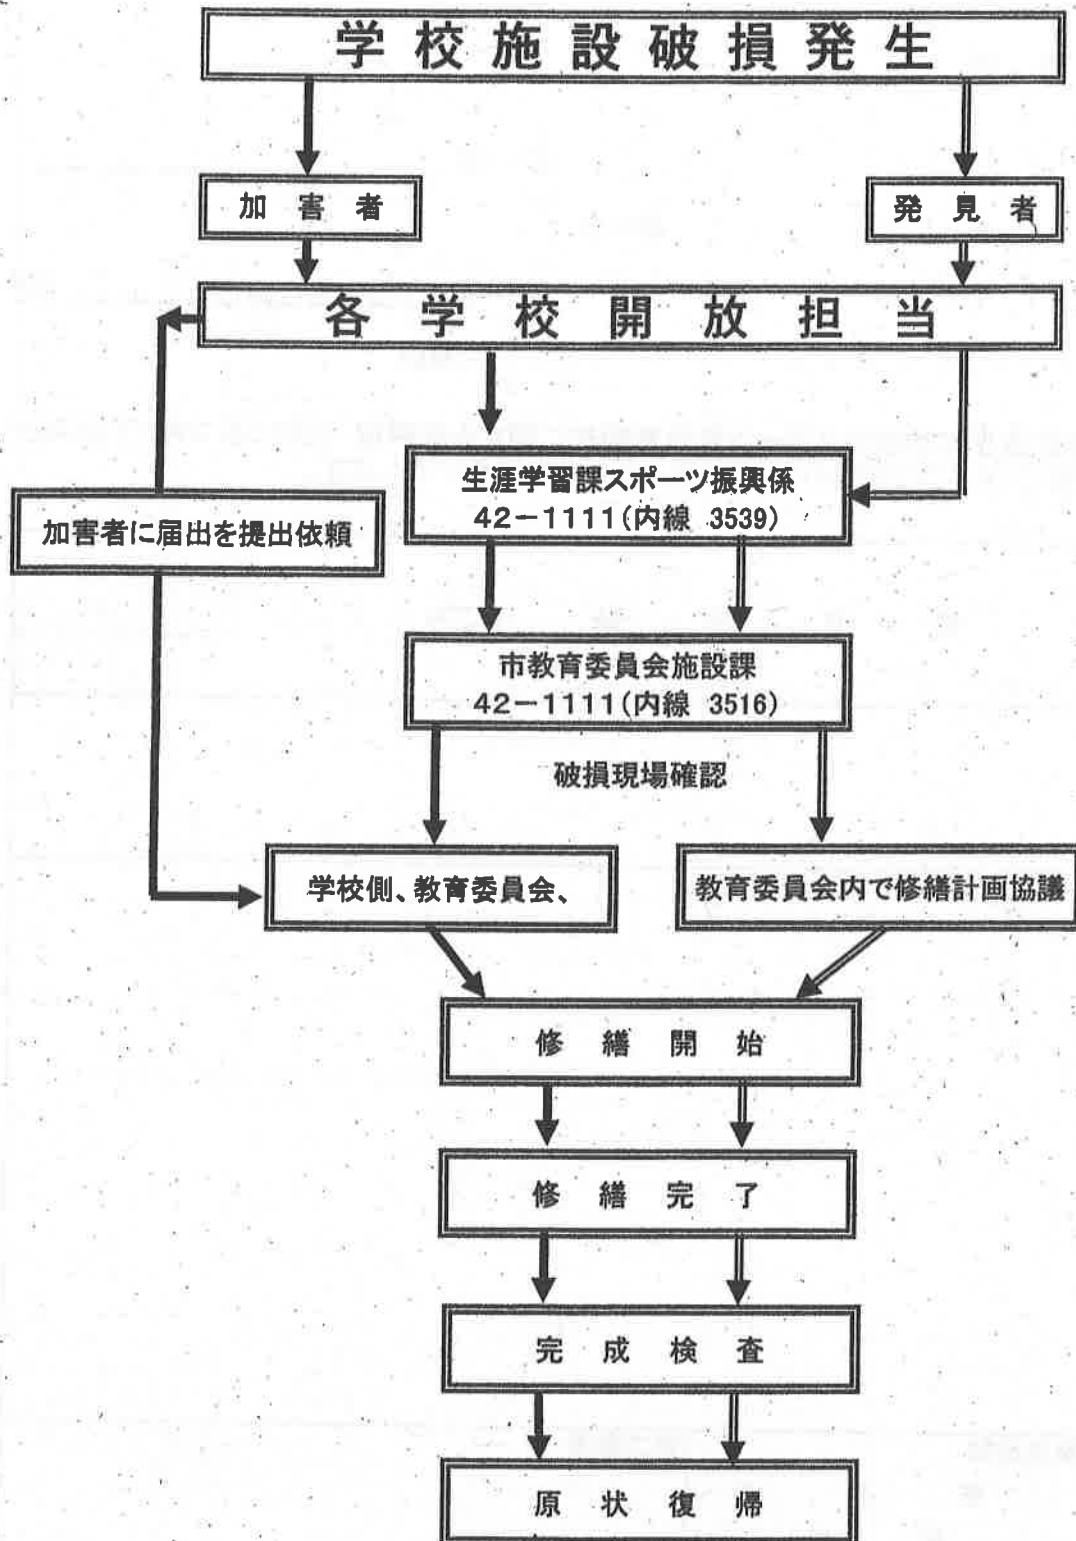 学校施設破損発生
加害者
発見者
各学校開放担当
生涯学習課スポーツ振興係
42-1111(内線 3539)
加害者に届出を提出依頼
市教育委員会施設課
42-1111(内線 3516)
破損現場確認
学校側、教育委員会、
教育委員会内で修繕計画協議
修繕開始
修繕完了
完成検査
原状復帰